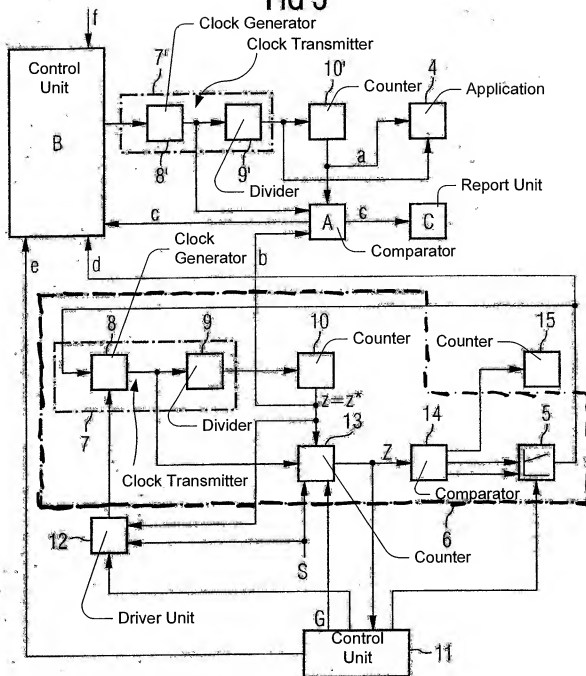 FIG 3
f
Clock Generator
Clock Transmitter
7'
10'
4
Control
Unit
Counter
Application
B
8'
9'
a
Divider
Report Unit
c
A
c
C
Clock
Generator
b
Comparator
e
d
8
9
10
15
Counter
Counter
z=z*
13
7
Divider
14
5
Z
Clock Transmitter
Comparator
12
6
S
Counter
Driver Unit
G
Control
Unit
11